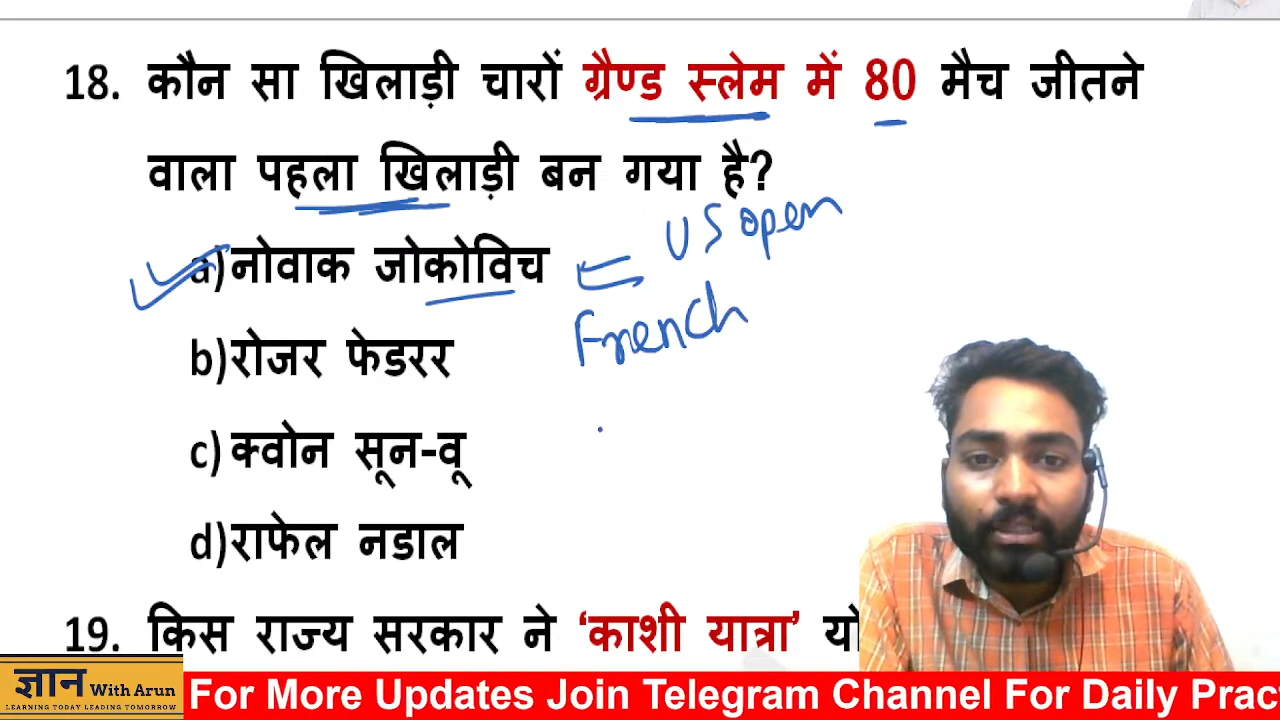 18. कौन सा खिलाड़ी चारों ग्रैण्ड स्लेम में 80 मैच जीतने
वाला पहला खिलाड़ी बन गया है?
a)नोवाक जोकोविच
US open
French
b)रोजर फेडरर
c)क्वोन सून-वू
d)राफेल नडाल
19. किस राज्य सरकार ने ‘काशी यात्रा’ यो
ज्ञान With Arun
LEARNING TODAY LEADING TOMORROW
For More Updates Join Telegram Channel For Daily Prac